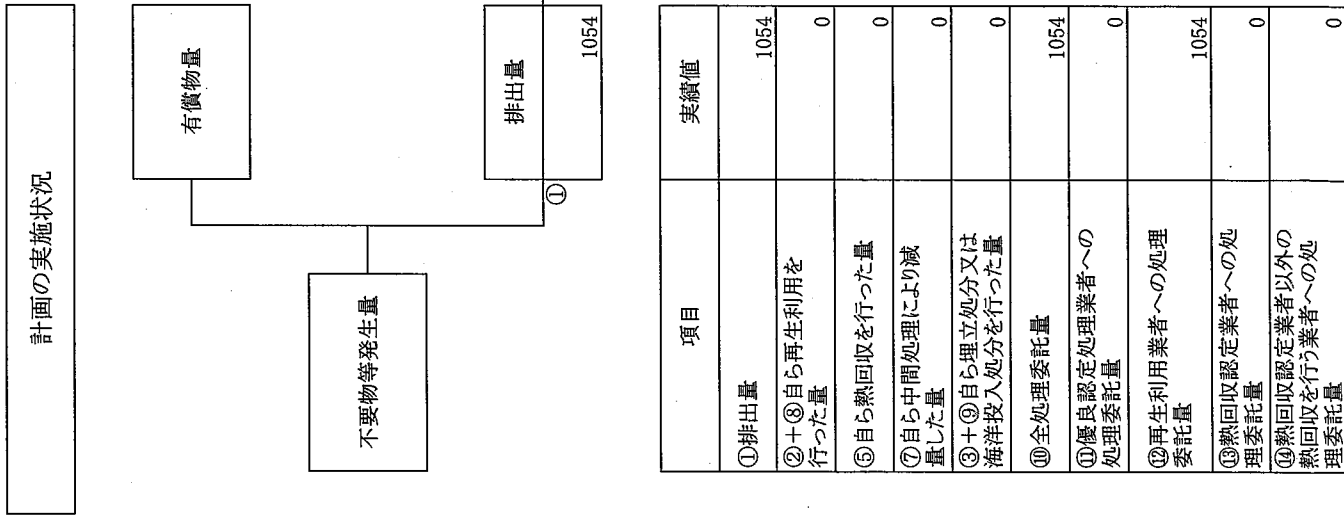 計画の実施状況
不要物等発生量
有償物量
①
排出量
1054
項目
実績値
①排出量
1054
②+⑧自ら再生利用を
行った量
0
⑤自ら熱回収を行った量
0
⑦自ら中間処理により減
量した量
0
③+⑨自ら埋立処分又は
海洋投入処分を行った量
0
⑩全処理委託量
1054
⑪優良認定処理業者への
処理委託量
0
⑫再生利用業者への処理
委託量
1054
⑬熱回収認定業者への処
理委託量
0
⑭熱回収認定業者以外の
熱回収を行う業者への処
理委託量
0